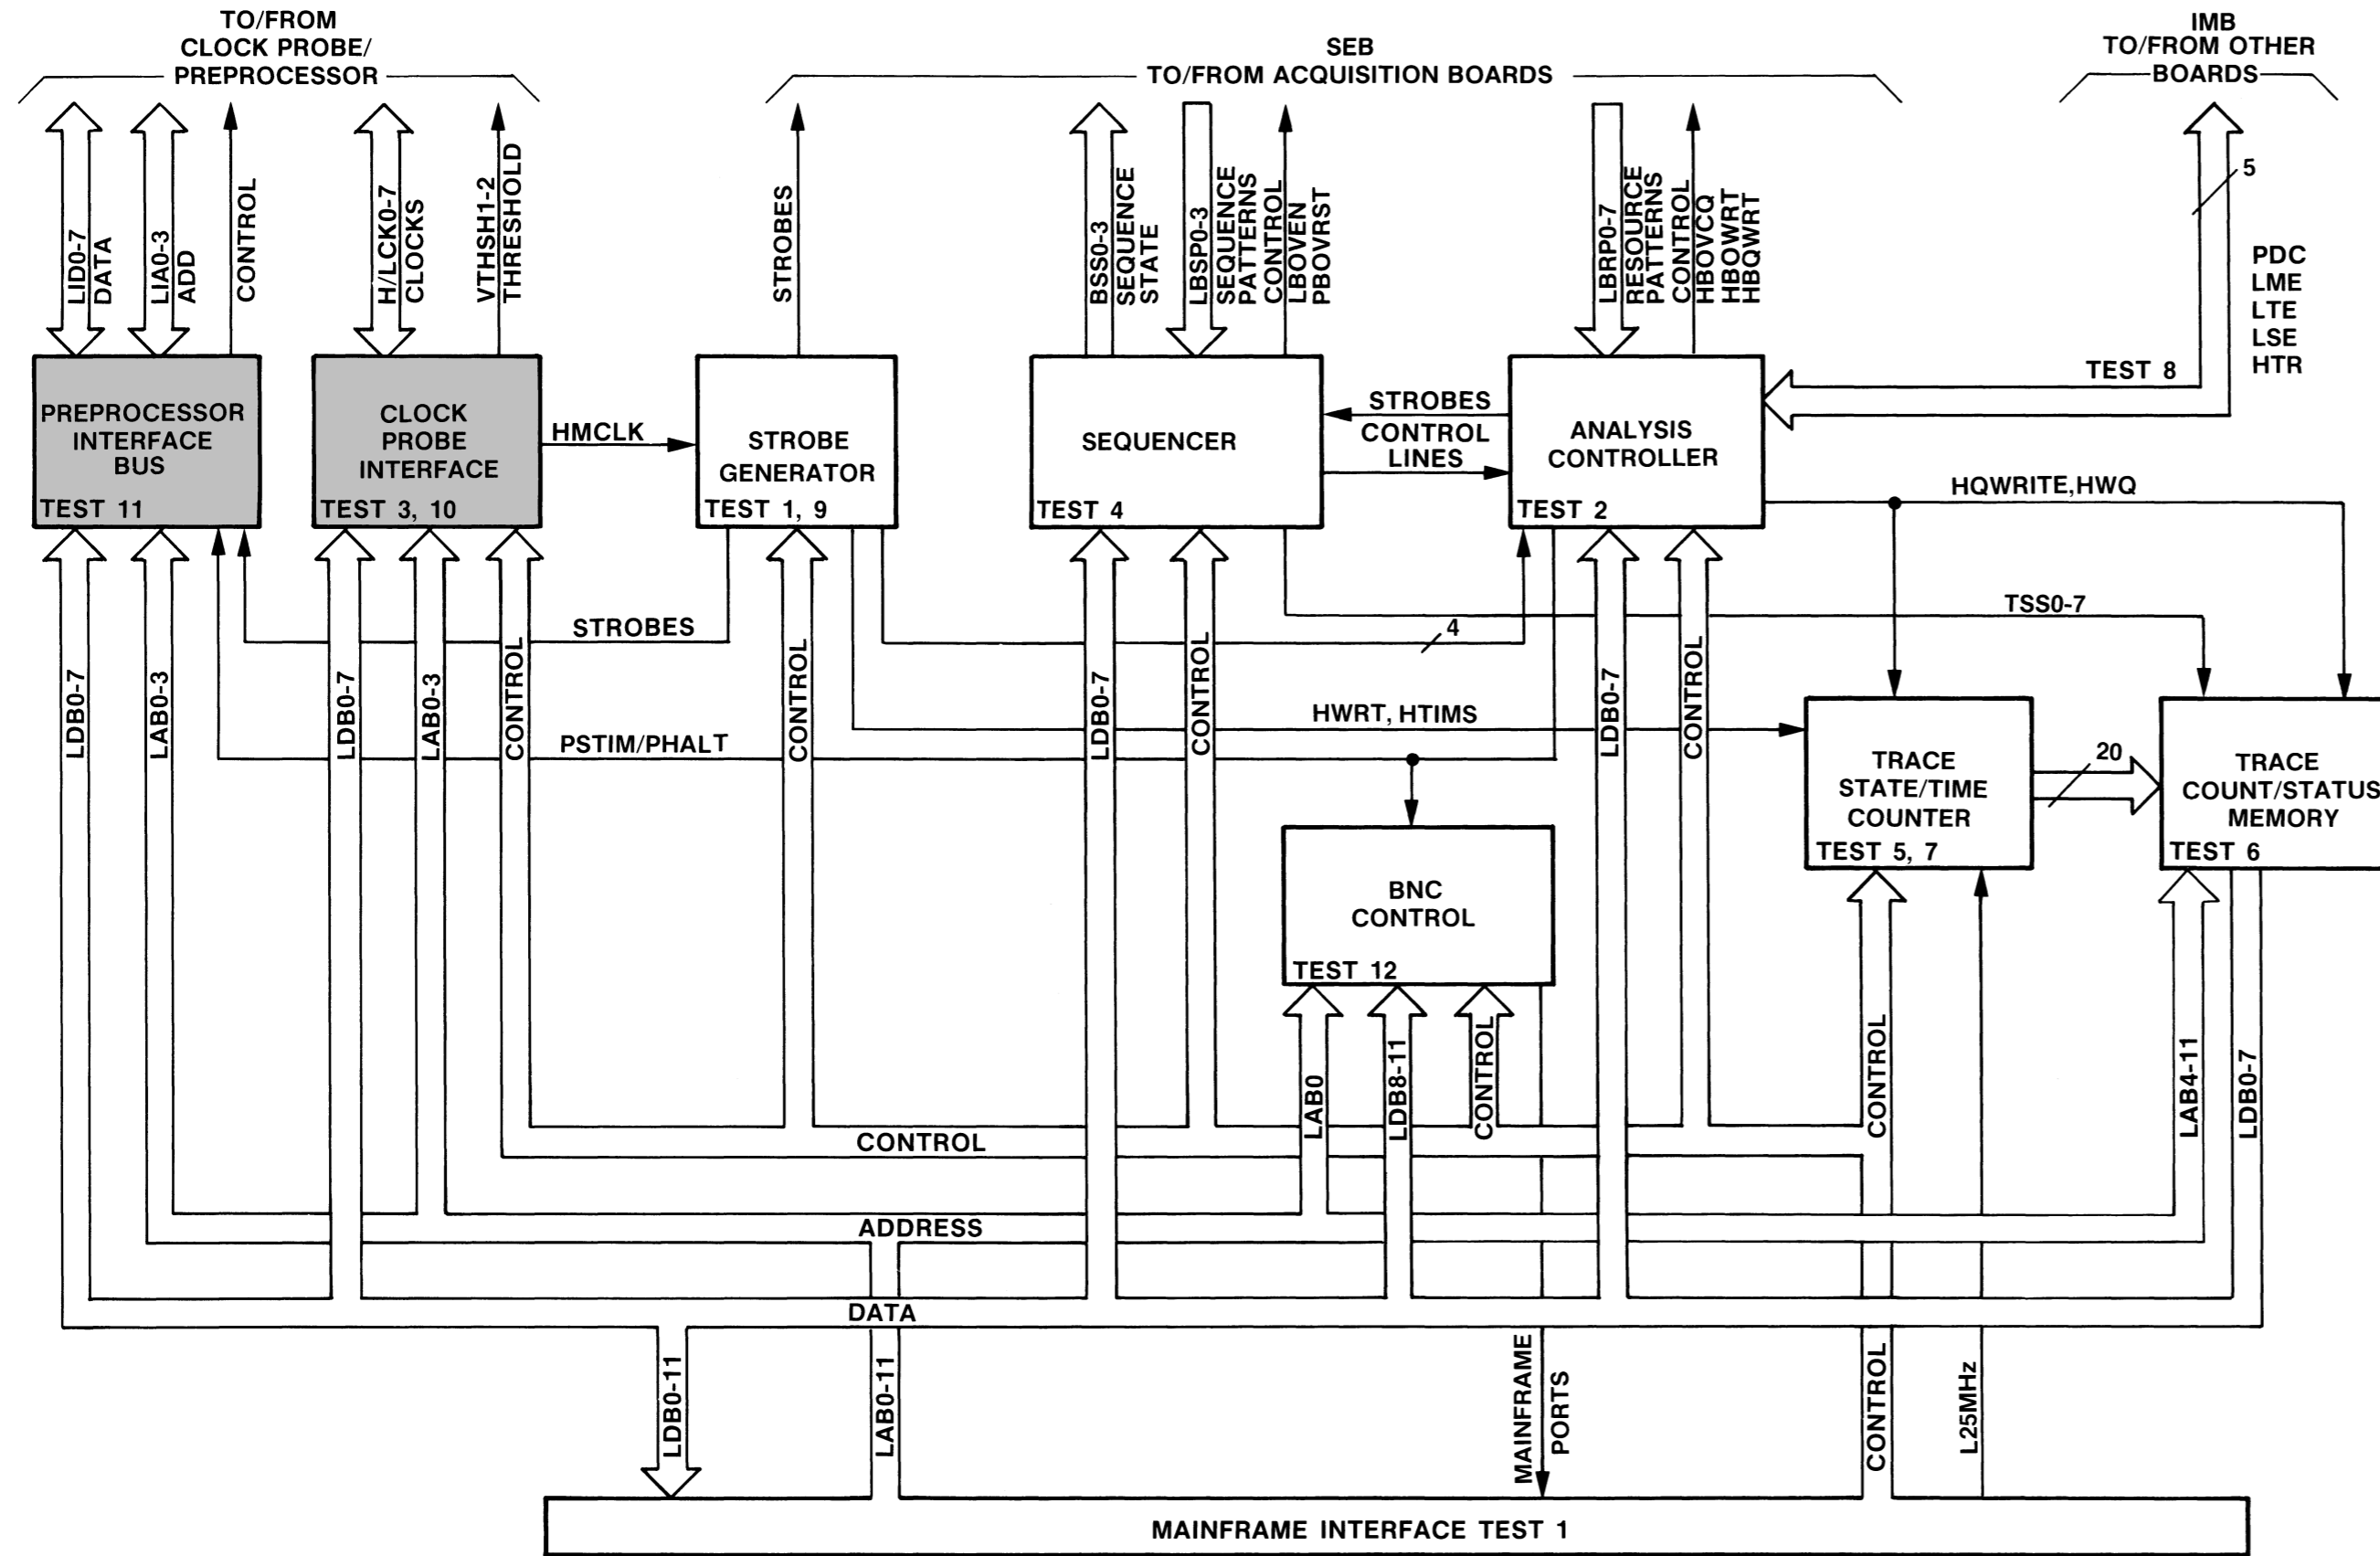 TO/FROM
CLOCK PROBE/
PREPROCESSOR
SEB
TO/FROM ACQUISITION BOARDS
IMB
TO/FROM OTHER
BOARDS
LID0-7
DATA
LIA0-3
ADD
CONTROL
H/LCK0-7
CLOCKS
VTHSH1-2
THRESHOLD
STROBES
BSS0-3
SEQUENCE
STATE
LBSP0-3
SEQUENCE
PATTERNS
CONTROL
LBOVEN
PBOVRST
LBRP0-7
RESOURCE
PATTERNS
CONTROL
HBOVCQ
HBOWRT
HBQWRT
5
PDC
LME
LTE
LSE
HTR
TEST 8
PREPROCESSOR
INTERFACE
BUS
TEST 11
CLOCK
PROBE
INTERFACE
TEST 3, 10
HMCLK
STROBE
GENERATOR
TEST 1, 9
SEQUENCER
TEST 4
STROBES
CONTROL
LINES
ANALYSIS
CONTROLLER
TEST 2
HQWRITE,HWQ
TSS0-7
STROBES
4
HWRT, HTIMS
PSTIM/PHALT
LDB0-7
LAB0-3
LDB0-7
LAB0-3
CONTROL
CONTROL
LDB0-7
CONTROL
LDB0-7
CONTROL
TRACE
STATE/TIME
COUNTER
TEST 5, 7
20
TRACE
COUNT/STATUS
MEMORY
TEST 6
BNC
CONTROL
TEST 12
LAB0
LDB8-11
CONTROL
CONTROL
LAB4-11
LDB0-7
CONTROL
ADDRESS
DATA
LDB0-11
LAB0-11
MAINFRAME
PORTS
CONTROL
L25MHz
MAINFRAME INTERFACE TEST 1